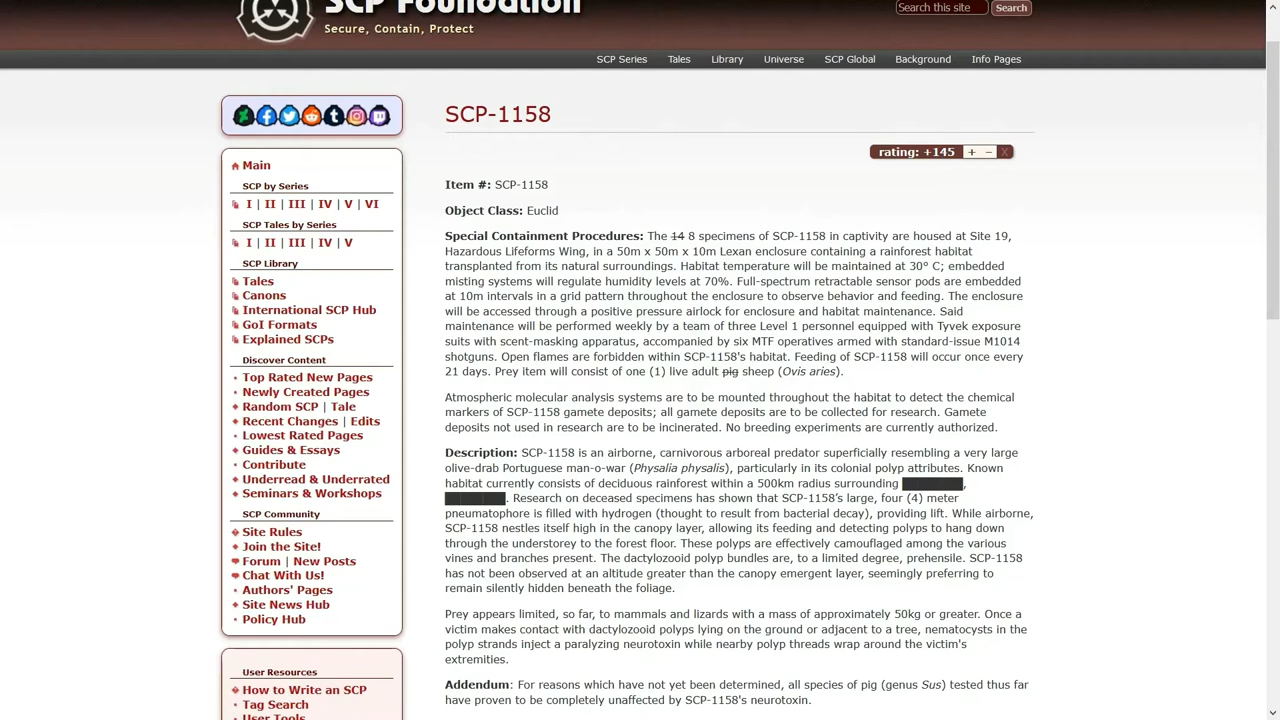 SCP Foundation
Secure, Contain, Protect
Search this site
Search
SCP Series
Tales
Library
Universe
SCP Global
Background
Info Pages
Main
SCP by Series
I | II | III | IV | V | VI
SCP Tales by Series
I | II | III | IV | V
SCP Library
Tales
Canons
International SCP Hub
GoI Formats
Explained SCPs
Discover Content
Top Rated New Pages
Newly Created Pages
Random SCP | Tale
Recent Changes | Edits
Lowest Rated Pages
Guides & Essays
Contribute
Underread & Underrated
Seminars & Workshops
SCP Community
Site Rules
Join the Site!
Forum | New Posts
Chat With Us!
Authors' Pages
Site News Hub
Policy Hub
User Resources
How to Write an SCP
Tag Search
User Tools
SCP-1158
rating: +145 + − X
Item #: SCP-1158
Object Class: Euclid
Special Containment Procedures: The 14 8 specimens of SCP-1158 in captivity are housed at Site 19,
Hazardous Lifeforms Wing, in a 50m x 50m x 10m Lexan enclosure containing a rainforest habitat
transplanted from its natural surroundings. Habitat temperature will be maintained at 30° C; embedded
misting systems will regulate humidity levels at 70%. Full-spectrum retractable sensor pods are embedded
at 10m intervals in a grid pattern throughout the enclosure to observe behavior and feeding. The enclosure
will be accessed through a positive pressure airlock for enclosure and habitat maintenance. Said
maintenance will be performed weekly by a team of three Level 1 personnel equipped with Tyvek exposure
suits with scent-masking apparatus, accompanied by six MTF operatives armed with standard-issue M1014
shotguns. Open flames are forbidden within SCP-1158's habitat. Feeding of SCP-1158 will occur once every
21 days. Prey item will consist of one (1) live adult pig sheep (Ovis aries).
Atmospheric molecular analysis systems are to be mounted throughout the habitat to detect the chemical
markers of SCP-1158 gamete deposits; all gamete deposits are to be collected for research. Gamete
deposits not used in research are to be incinerated. No breeding experiments are currently authorized.
Description: SCP-1158 is an airborne, carnivorous arboreal predator superficially resembling a very large
olive-drab Portuguese man-o-war (Physalia physalis), particularly in its colonial polyp attributes. Known
habitat currently consists of deciduous rainforest within a 500km radius surrounding ████████,
████████. Research on deceased specimens has shown that SCP-1158's large, four (4) meter
pneumatophore is filled with hydrogen (thought to result from bacterial decay), providing lift. While airborne,
SCP-1158 nestles itself high in the canopy layer, allowing its feeding and detecting polyps to hang down
through the understorey to the forest floor. These polyps are effectively camouflaged among the various
vines and branches present. The dactylozooid polyp bundles are, to a limited degree, prehensile. SCP-1158
has not been observed at an altitude greater than the canopy emergent layer, seemingly preferring to
remain silently hidden beneath the foliage.
Prey appears limited, so far, to mammals and lizards with a mass of approximately 50kg or greater. Once a
victim makes contact with dactylozooid polyps lying on the ground or adjacent to a tree, nematocysts in the
polyp strands inject a paralyzing neurotoxin while nearby polyp threads wrap around the victim's
extremities.
Addendum: For reasons which have not yet been determined, all species of pig (genus Sus) tested thus far
have proven to be completely unaffected by SCP-1158's neurotoxin.